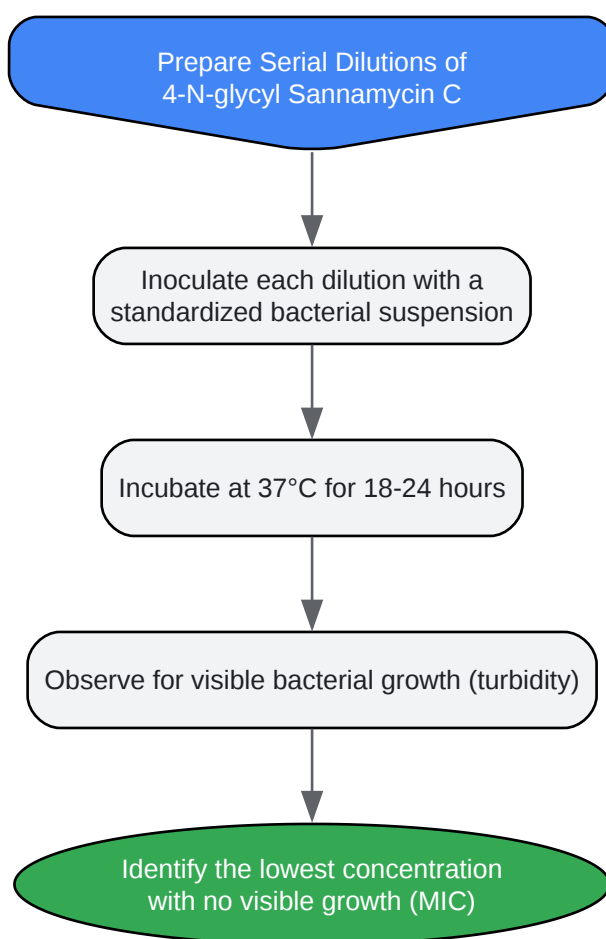 Prepare Serial Dilutions of
4-N-glycyl Sannamycin C
Inoculate each dilution with a
standardized bacterial suspension
Incubate at 37°C for 18-24 hours
Observe for visible bacterial growth (turbidity)
Identify the lowest concentration
with no visible growth (MIC)